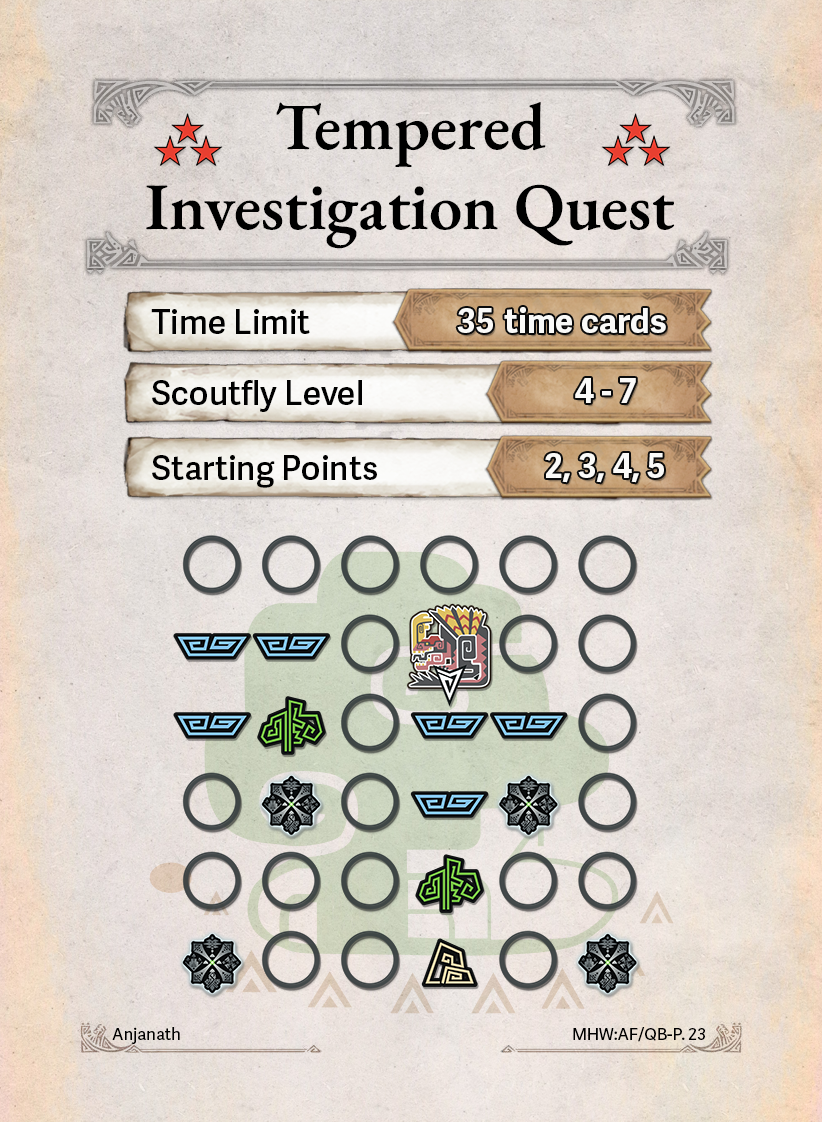 Tempered
Investigation Quest
Time Limit
35 time cards
Scoutfly Level
4 - 7
Starting Points
2, 3, 4, 5
Anjanath
MHW:AF/QB-P. 23